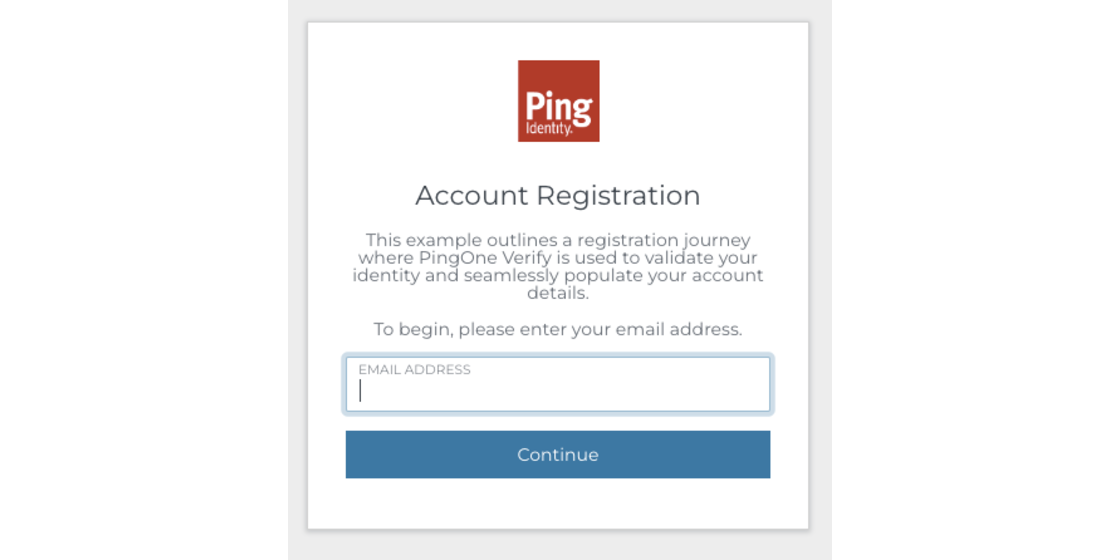 Ping
Identity.
Account Registration
This example outlines a registration journey
where PingOne Verify is used to validate your
identity and seamlessly populate your account
details.
To begin, please enter your email address.
EMAIL ADDRESS
Continue